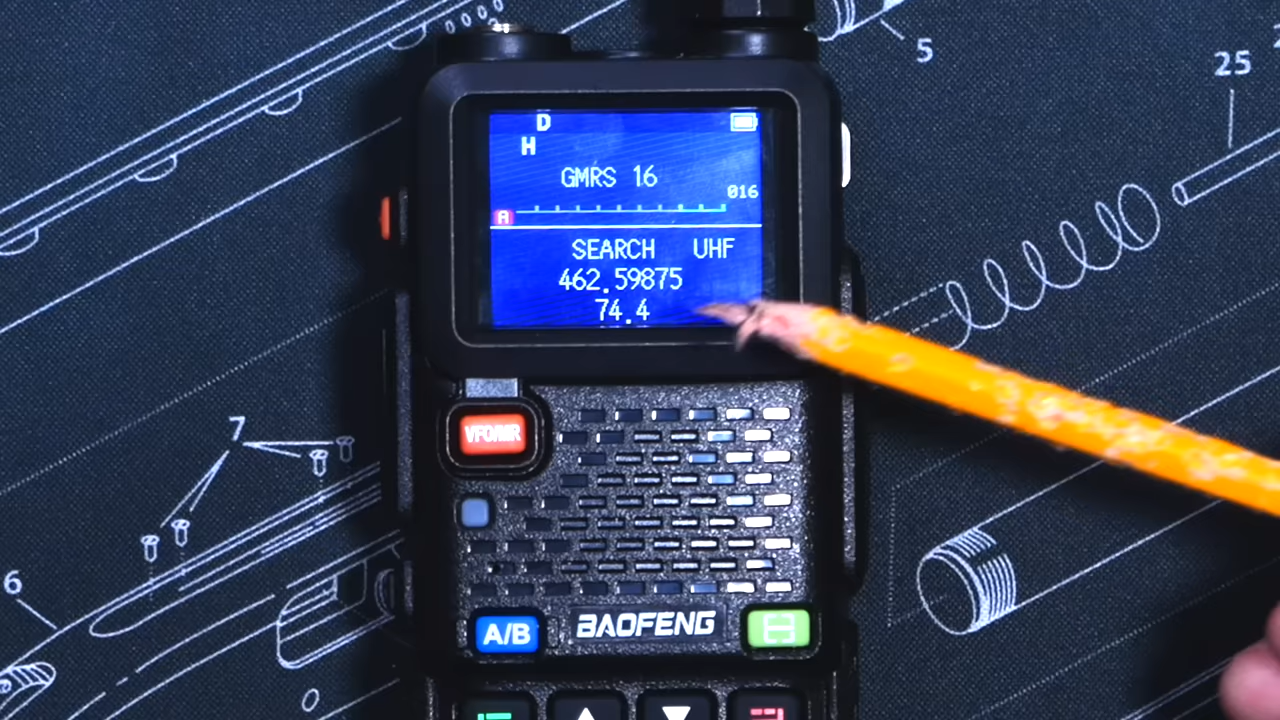 5
25
D
H
GMRS 16
016
A
SEARCH UHF
462.59875
74.4
VFO/MR
7
6
A/B
BAOFENG